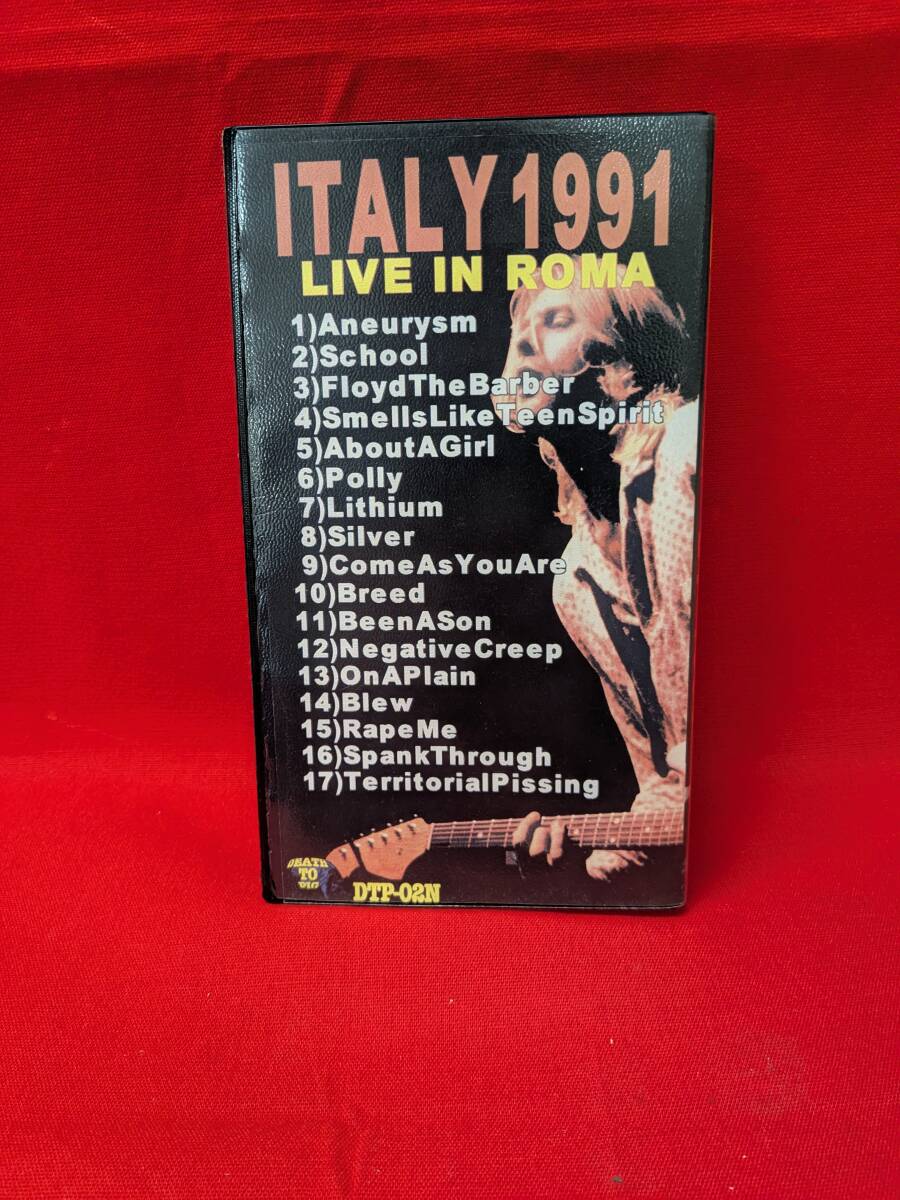 ITALY 1991
LIVE IN ROMA
1)Aneurysm
2)School
3)FloydTheBarber
4)SmellsLikeTeenSpirit
5)AboutAGirl
6)Polly
7)Lithium
8)Silver
9)ComeAsYouAre
10)Breed
11)BeenASon
12)NegativeCreep
13)OnAPlain
14)Blew
15)RapeMe
16)SpankThrough
17)TerritorialPissing
DEATH
TO
DTP-02N